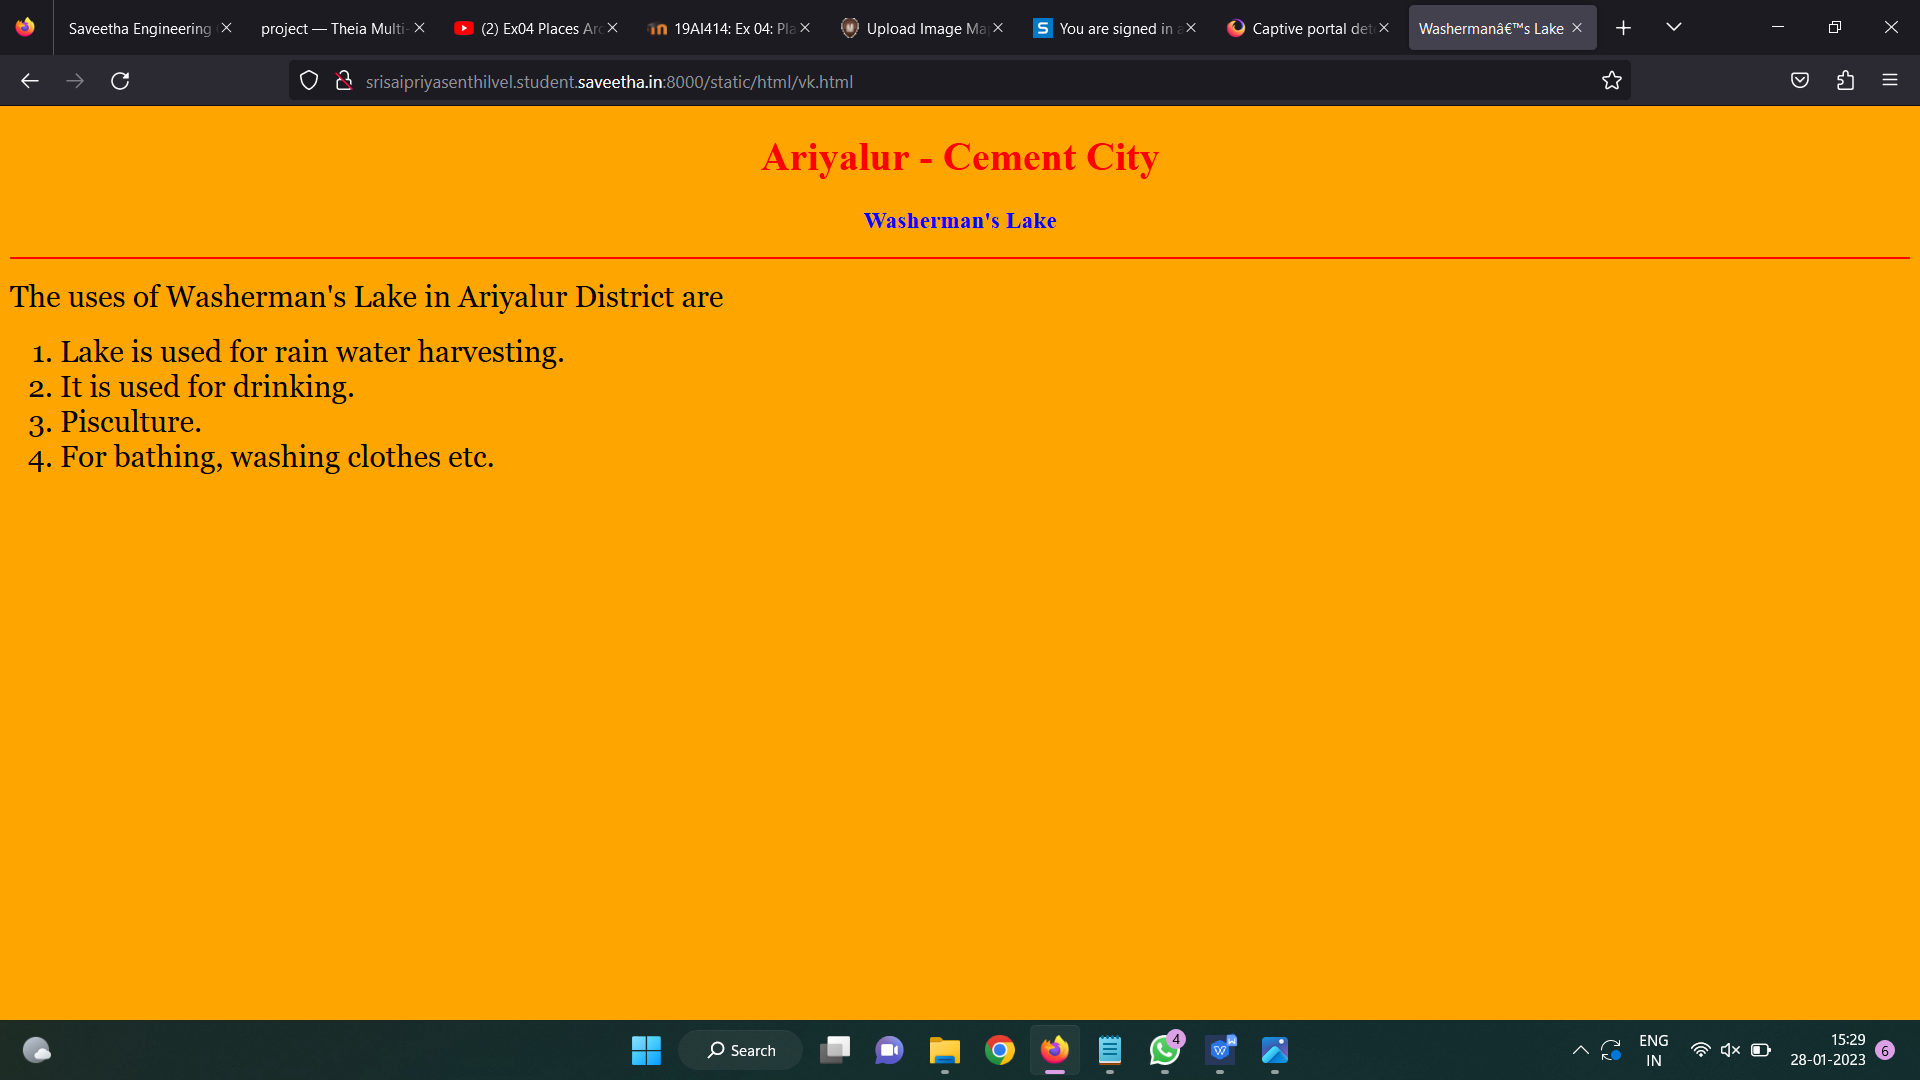 Saveetha Engineering
project — Theia Multi-
(2) Ex04 Places Arc
19AI414: Ex 04: Pla
Upload Image Ma
You are signed in a
Captive portal dete
Washermanâ€™s Lake
srisaipriyasenthilvel.student.saveetha.in:8000/static/html/vk.html
Ariyalur - Cement City
Washerman's Lake
The uses of Washerman's Lake in Ariyalur District are
1. Lake is used for rain water harvesting.
2. It is used for drinking.
3. Pisculture.
4. For bathing, washing clothes etc.
Search
4
ENG
IN
15:29
28-01-2023
6